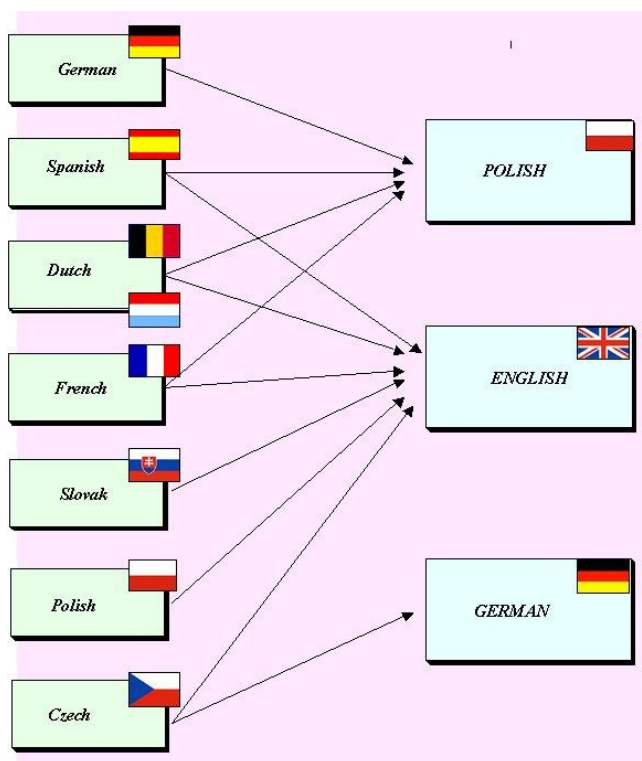 German
Spanish
Dutch
French
Slovak
Polish
Czech
POLISH
ENGLISH
GERMAN